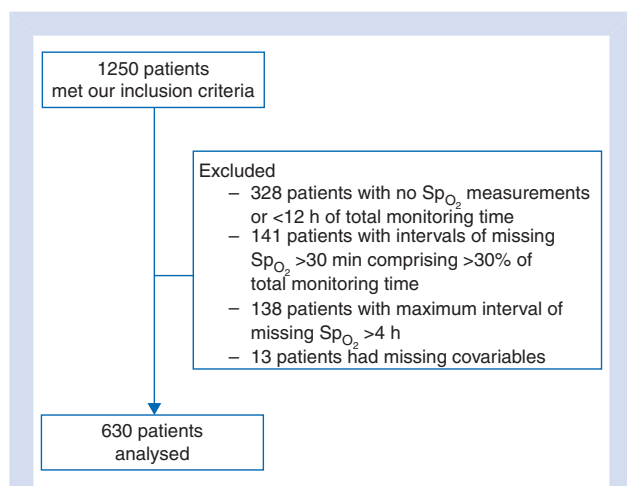 1250 patients
met our inclusion criteria
Excluded
– 328 patients with no SpO2 measurements
or <12 h of total monitoring time
– 141 patients with intervals of missing
SpO2 >30 min comprising >30% of
total monitoring time
– 138 patients with maximum interval of
missing SpO2 >4 h
– 13 patients had missing covariables
630 patients
analysed